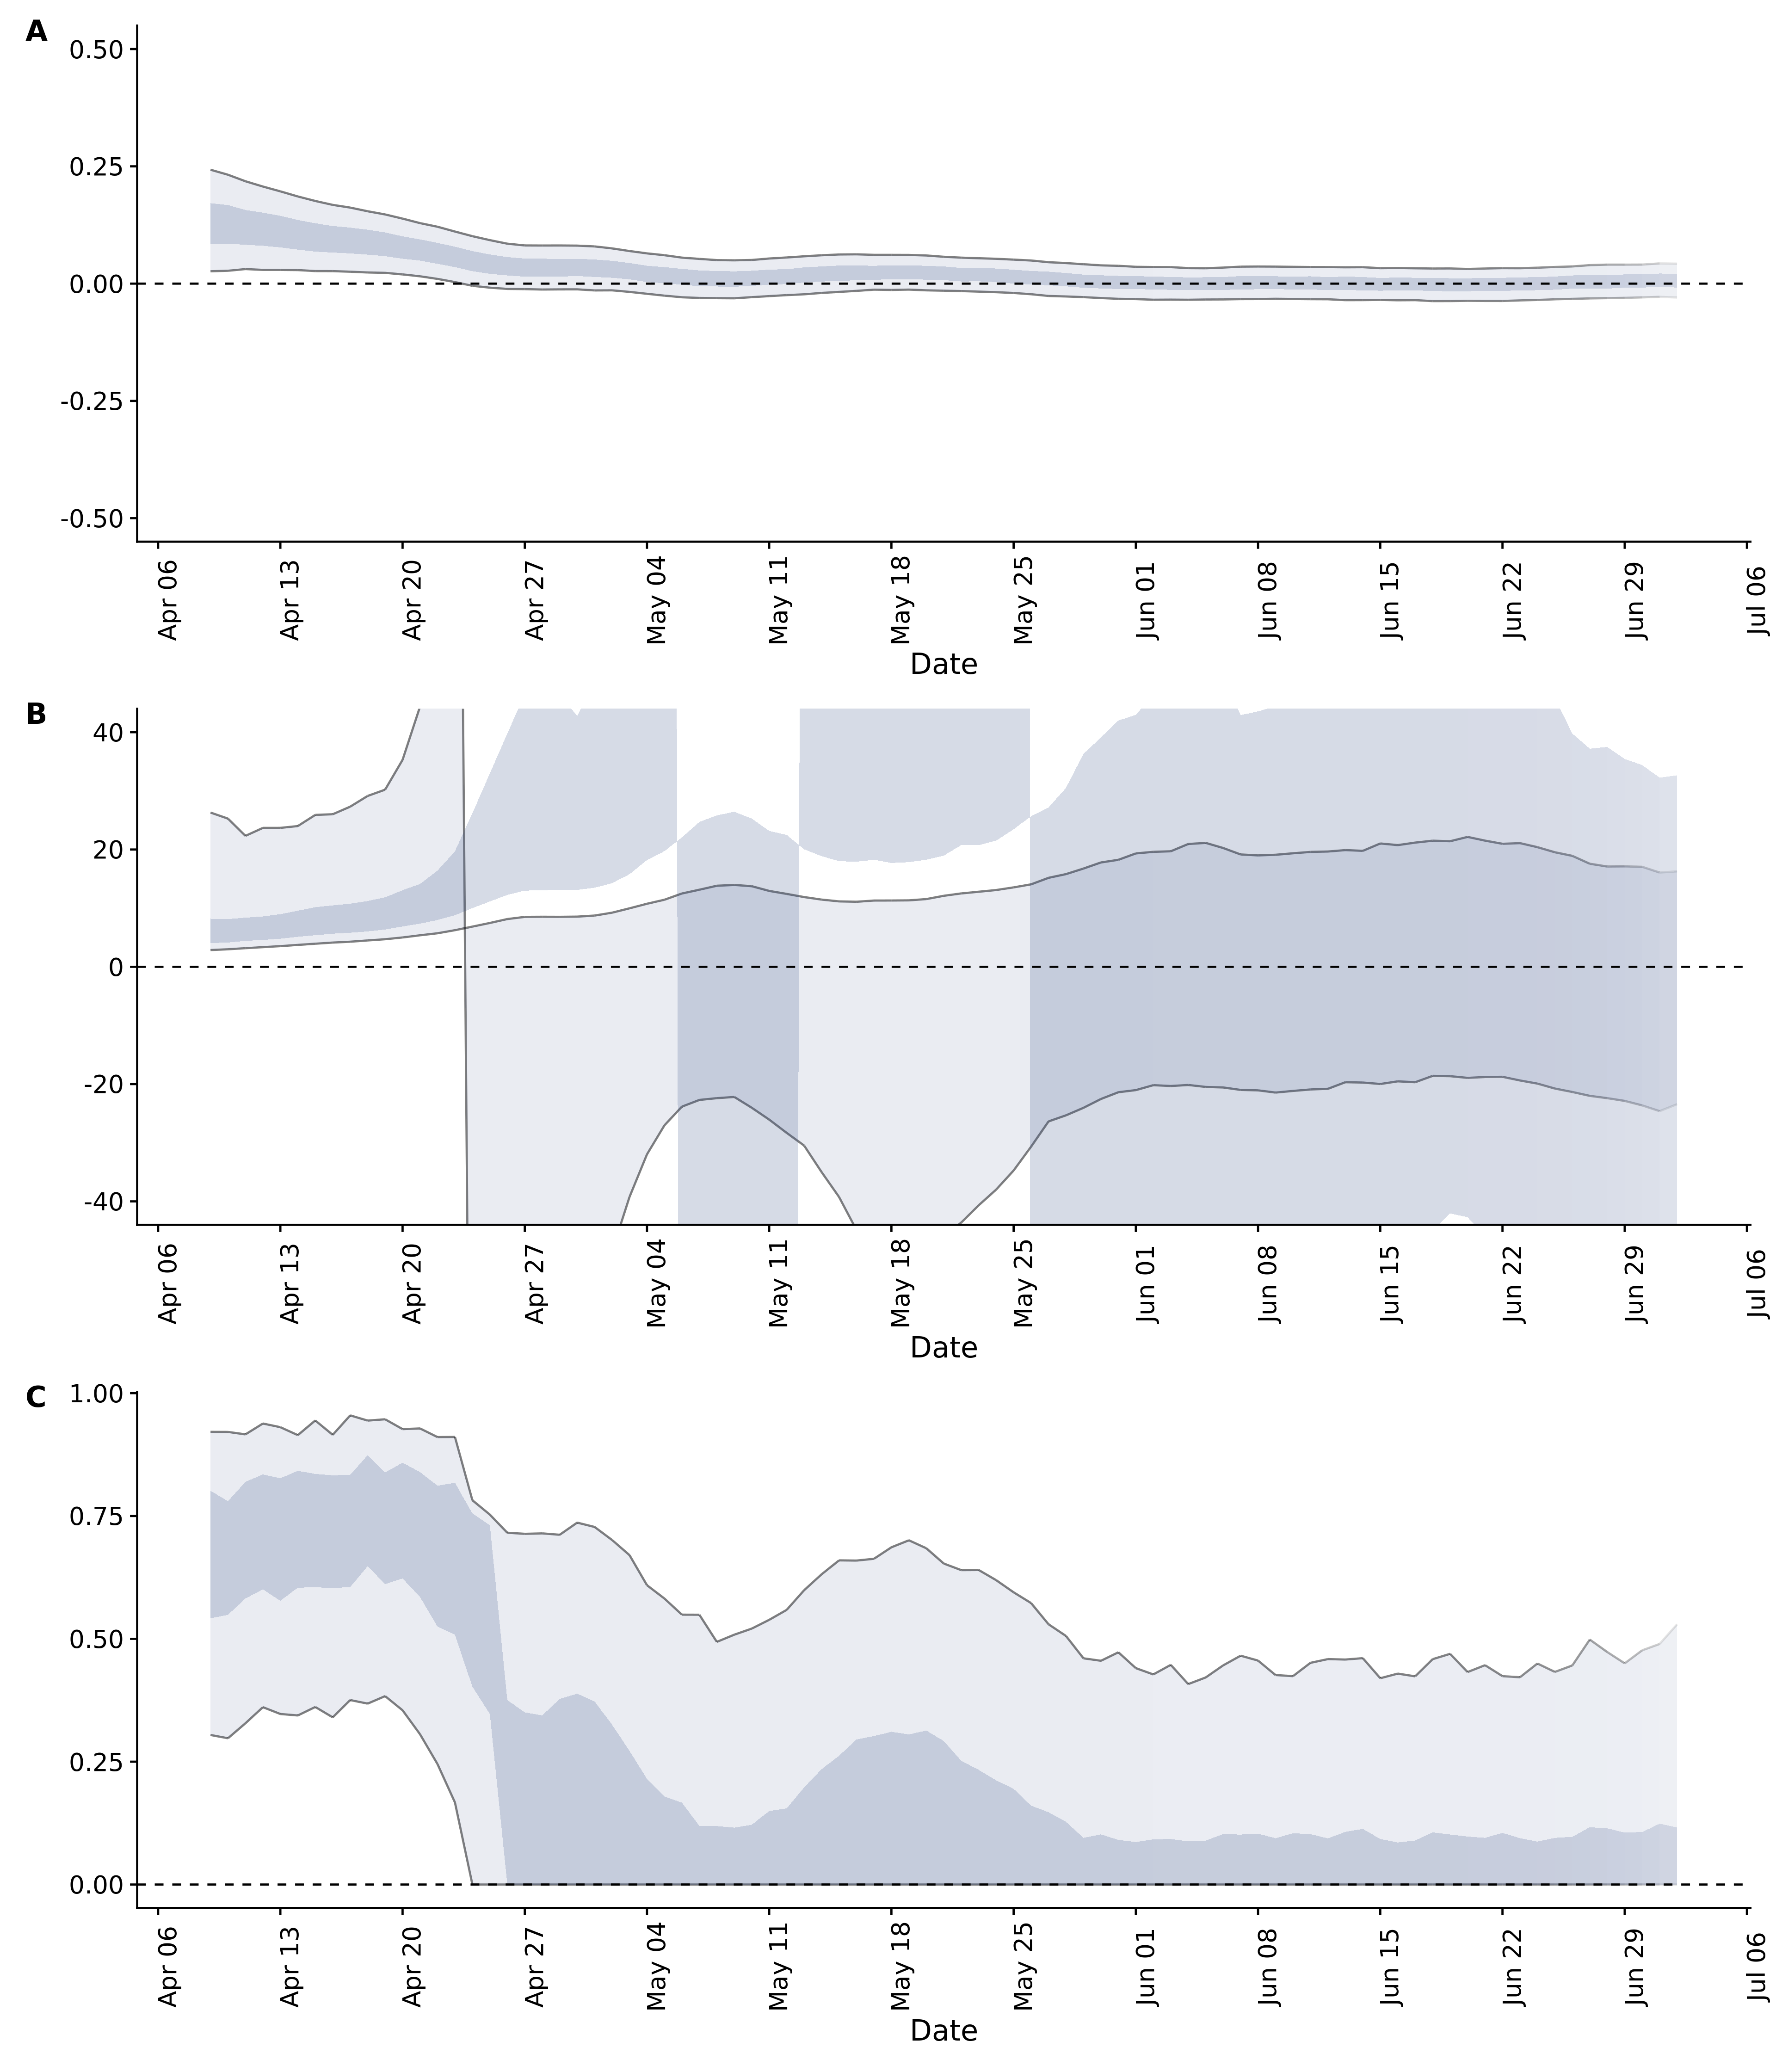 A
0.50
0.25
0.00
-0.25
-0.50
Apr 06
Apr 13
Apr 20
Apr 27
May 04
May 11
May 18
May 25
Jun 01
Jun 08
Jun 15
Jun 22
Jun 29
Jul 06
Date
B
40
20
0
-20
-40
Apr 06
Apr 13
Apr 20
Apr 27
May 04
May 11
May 18
May 25
Jun 01
Jun 08
Jun 15
Jun 22
Jun 29
Jul 06
Date
C
1.00
0.75
0.50
0.25
0.00
Apr 06
Apr 13
Apr 20
Apr 27
May 04
May 11
May 18
May 25
Jun 01
Jun 08
Jun 15
Jun 22
Jun 29
Jul 06
Date